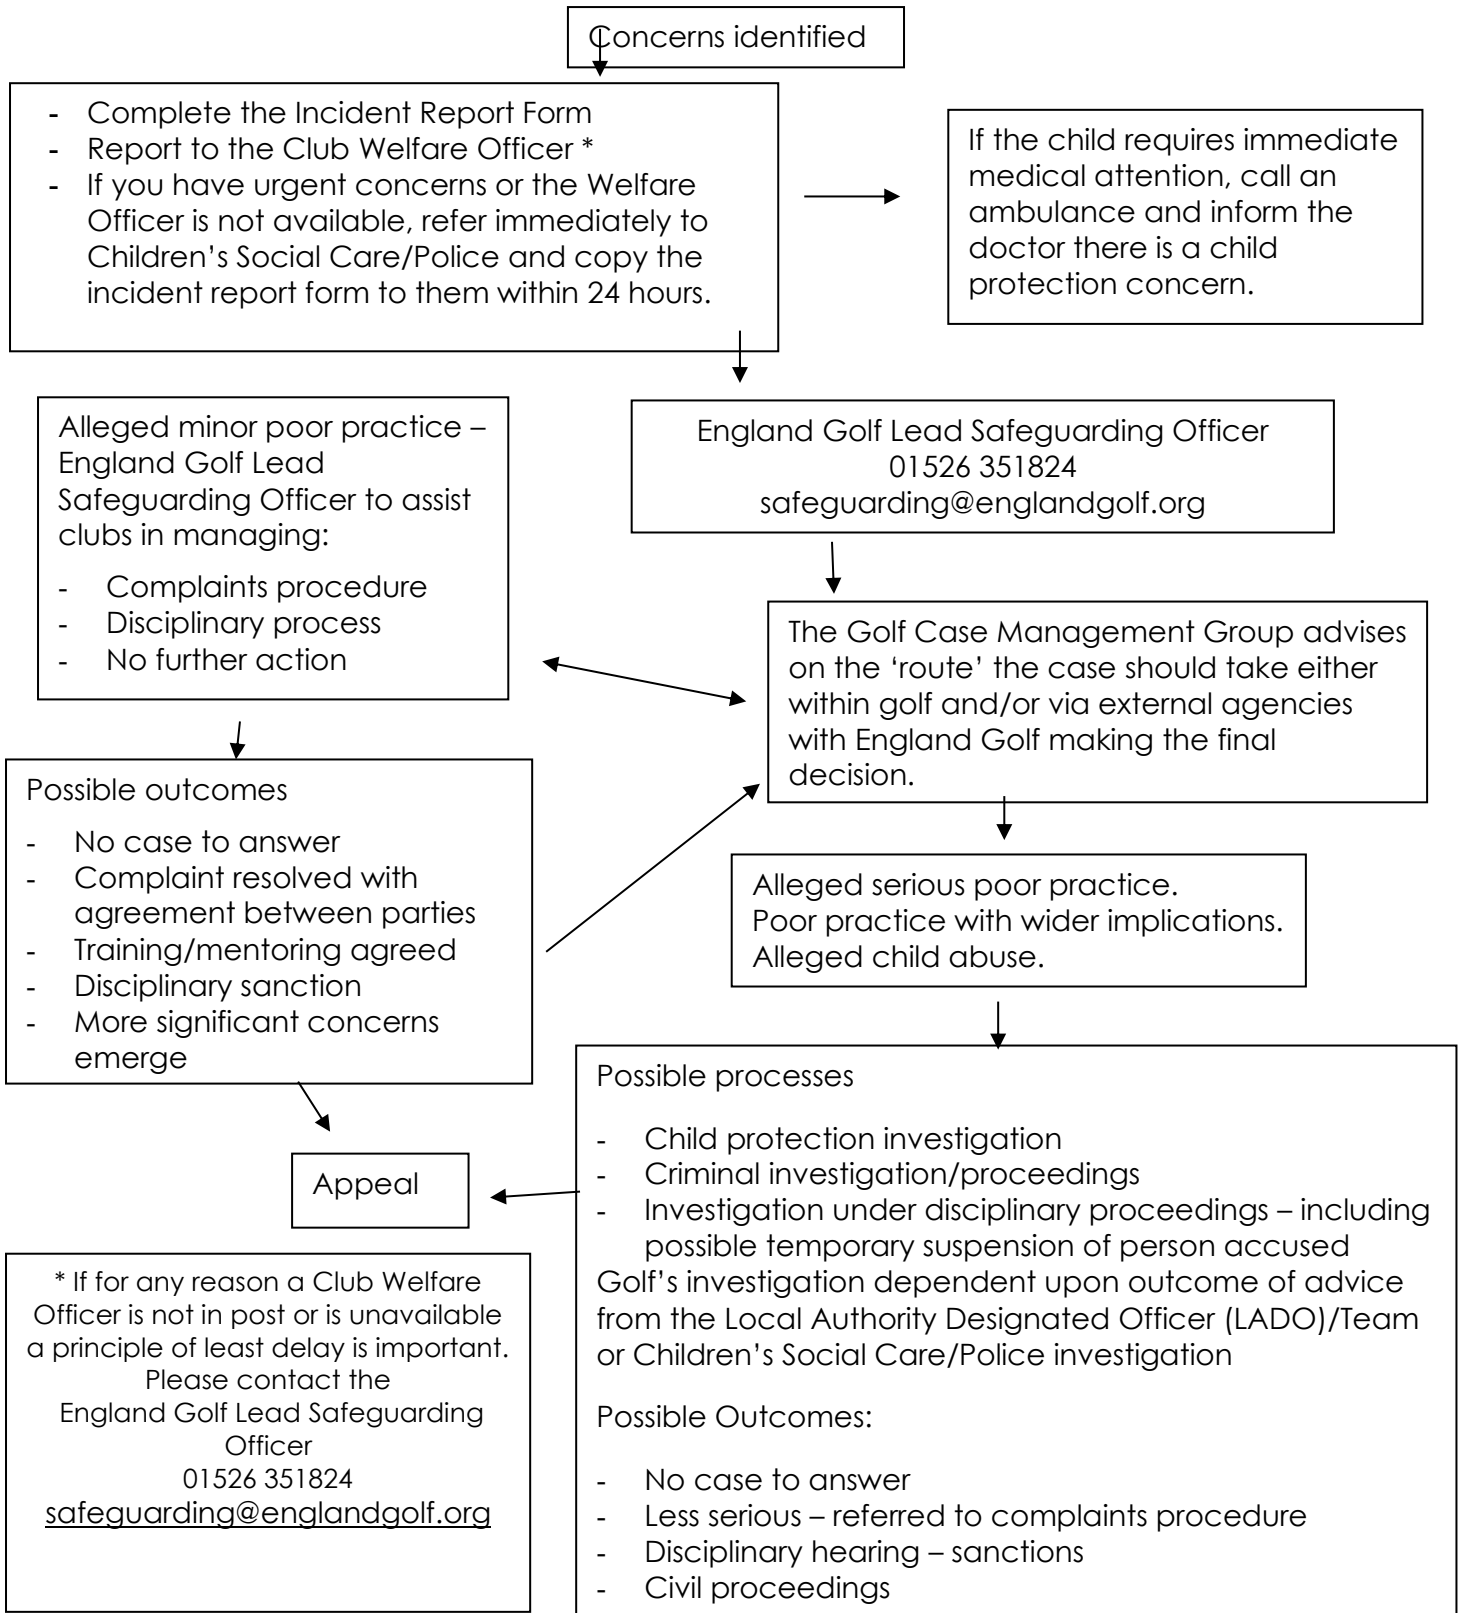 Concerns identified
- Complete the Incident Report Form
- Report to the Club Welfare Officer *
- If you have urgent concerns or the Welfare
Officer is not available, refer immediately to
Children’s Social Care/Police and copy the
incident report form to them within 24 hours.
If the child requires immediate
medical attention, call an
ambulance and inform the
doctor there is a child
protection concern.
Alleged minor poor practice –
England Golf Lead
Safeguarding Officer to assist
clubs in managing:
- Complaints procedure
- Disciplinary process
- No further action
England Golf Lead Safeguarding Officer
01526 351824
safeguarding@englandgolf.org
The Golf Case Management Group advises
on the ‘route’ the case should take either
within golf and/or via external agencies
with England Golf making the final
decision.
Possible outcomes
- No case to answer
- Complaint resolved with
agreement between parties
- Training/mentoring agreed
- Disciplinary sanction
- More significant concerns
emerge
Alleged serious poor practice.
Poor practice with wider implications.
Alleged child abuse.
Possible processes
- Child protection investigation
- Criminal investigation/proceedings
- Investigation under disciplinary proceedings – including
possible temporary suspension of person accused
Golf’s investigation dependent upon outcome of advice
from the Local Authority Designated Officer (LADO)/Team
or Children’s Social Care/Police investigation
Possible Outcomes:
- No case to answer
- Less serious – referred to complaints procedure
- Disciplinary hearing – sanctions
- Civil proceedings
Appeal
* If for any reason a Club Welfare
Officer is not in post or is unavailable
a principle of least delay is important.
Please contact the
England Golf Lead Safeguarding
Officer
01526 351824
safeguarding@englandgolf.org